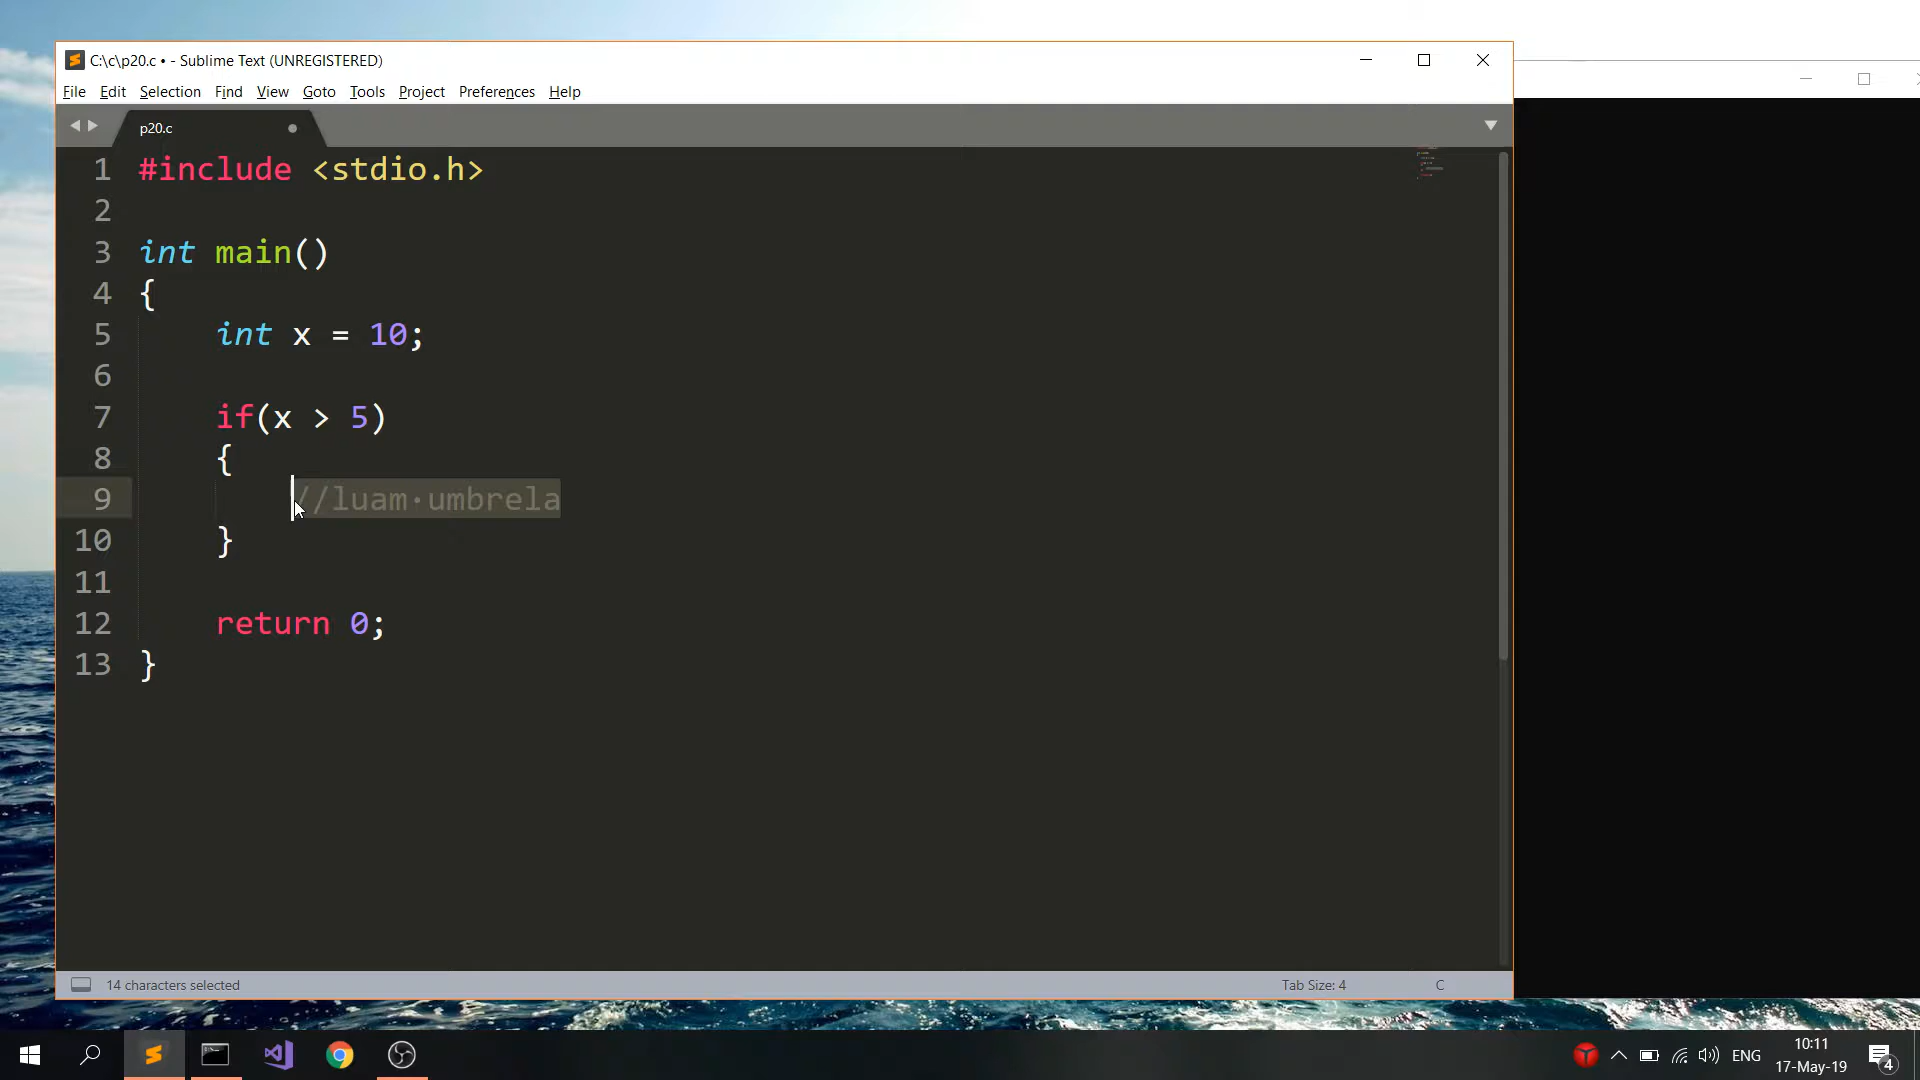 C:\c\p20.c • - Sublime Text (UNREGISTERED)
File Edit Selection Find View Goto Tools Project Preferences Help
p20.c
1 #include <stdio.h>
2
3 int main()
4 {
5 int x = 10;
6
7 if(x > 5)
8 {
9 //luam·umbrela
10 }
11
12 return 0;
13 }
14 characters selected
Tab Size: 4
C
ENG
10:11
17-May-19
4